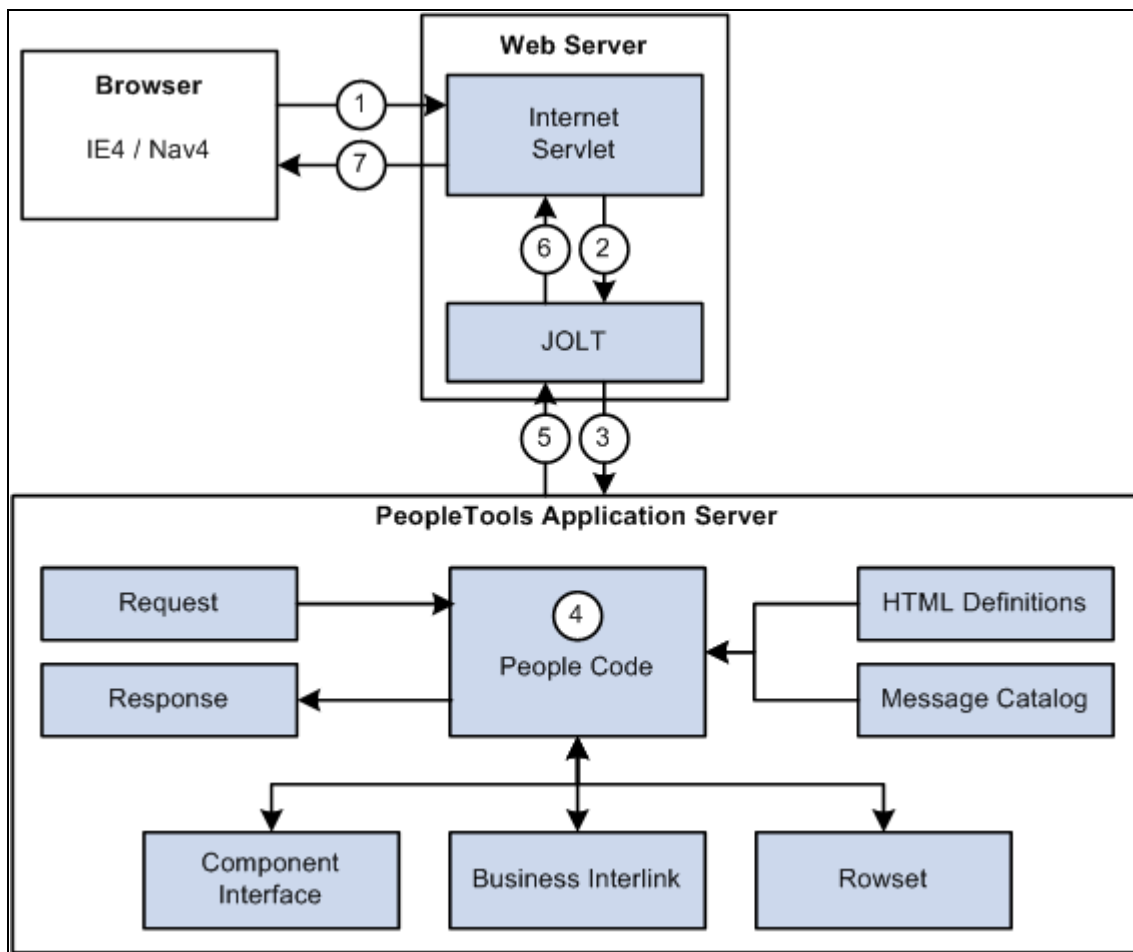 Web Server
Browser
IE4 / Nav4
1
7
Internet
Servlet
6
2
JOLT
5
3
PeopleTools Application Server
Request
Response
4
People Code
HTML Definitions
Message Catalog
Component
Interface
Business Interlink
Rowset